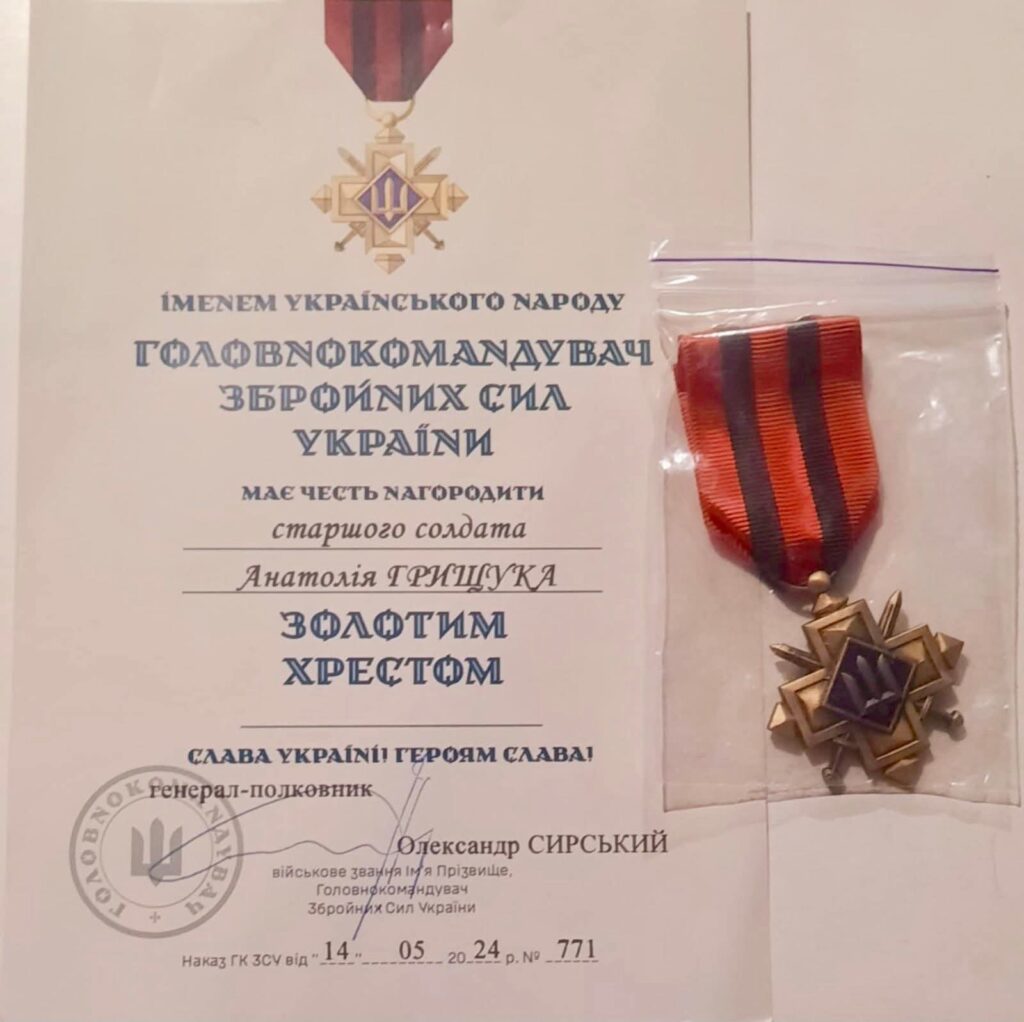 ІМЕНЕМ УКРАЇНСЬКОГО НАРОДУ
ГОЛОВНОКОМАНДУВАЧ
ЗБРОЙНИХ СИЛ
УКРАЇНИ
МАЄ ЧЕСТЬ НАГОРОДИТИ
старшого солдата
Анатолія ГРИЩУКА
ЗОЛОТИМ
ХРЕСТОМ
СЛАВА УКРАЇНІ! ГЕРОЯМ СЛАВА!
генерал-полковник
ГОЛОВНОКОМАНДУВАЧ
Олександр СИРСЬКИЙ
військове звання Ім'я Прізвище,
Головнокомандувач
Збройних Сил України
Наказ ГК ЗСУ від "14" 05 2024 р. № 771